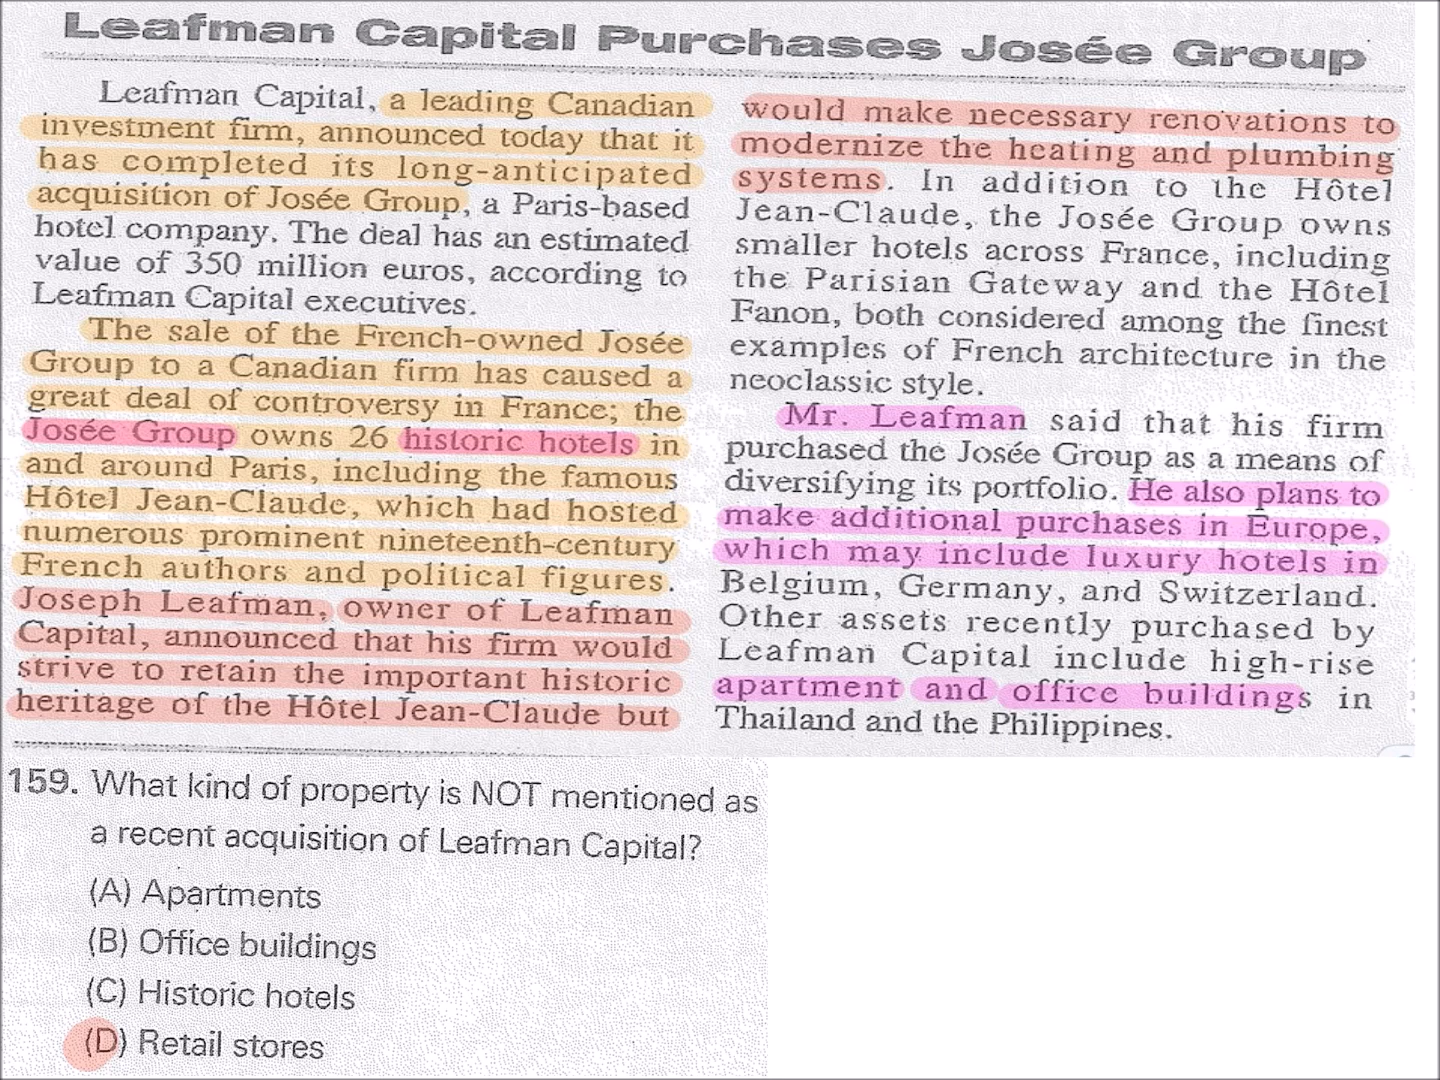 Leafman Capital Purchases Josée Group
Leafman Capital, a leading Canadian
investment firm, announced today that it
has completed its long-anticipated
acquisition of Josée Group, a Paris-based
hotel company. The deal has an estimated
value of 350 million euros, according to
Leafman Capital executives.
The sale of the French-owned Josée
Group to a Canadian firm has caused a
great deal of controversy in France; the
Josée Group owns 26 historic hotels in
and around Paris, including the famous
Hôtel Jean-Claude, which had hosted
numerous prominent nineteenth-century
French authors and political figures.
Joseph Leafman, owner of Leafman
Capital, announced that his firm would
strive to retain the important historic
heritage of the Hôtel Jean-Claude but
would make necessary renovations to
modernize the heating and plumbing
systems. In addition to the Hôtel
Jean-Claude, the Josée Group owns
smaller hotels across France, including
the Parisian Gateway and the Hôtel
Fanon, both considered among the finest
examples of French architecture in the
neoclassic style.
Mr. Leafman said that his firm
purchased the Josée Group as a means of
diversifying its portfolio. He also plans to
make additional purchases in Europe,
which may include luxury hotels in
Belgium, Germany, and Switzerland.
Other assets recently purchased by
Leafman Capital include high-rise
apartment and office buildings in
Thailand and the Philippines.
159. What kind of property is NOT mentioned as
a recent acquisition of Leafman Capital?
(A) Apartments
(B) Office buildings
(C) Historic hotels
(D) Retail stores